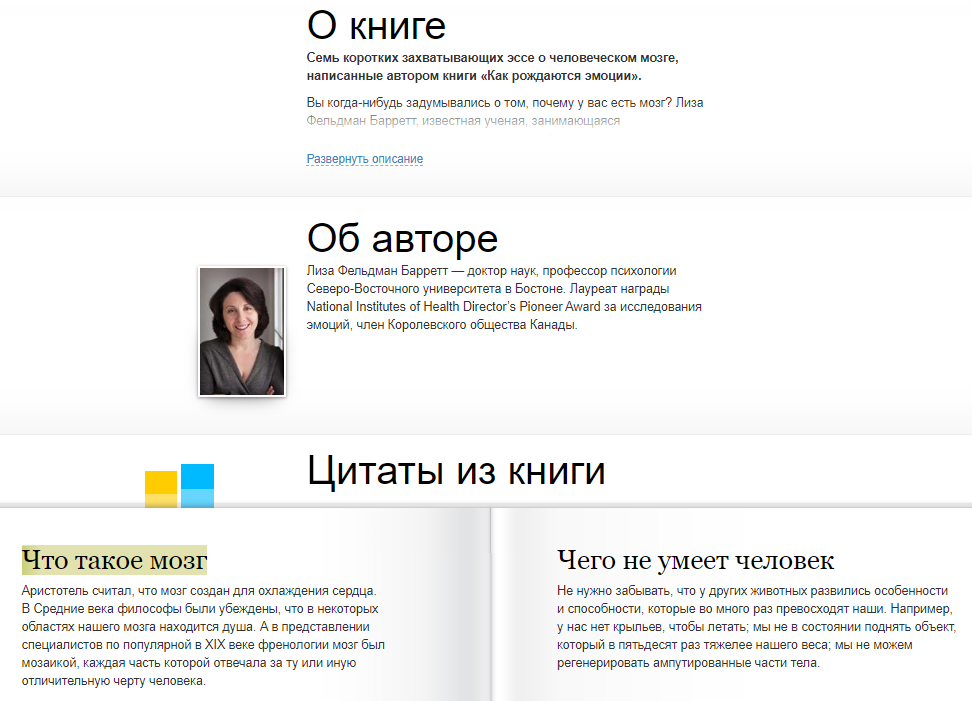 О книге
Семь коротких захватывающих эссе о человеческом мозге,
написанные автором книги «Как рождаются эмоции».
Вы когда-нибудь задумывались о том, почему у вас есть мозг? Лиза
Фельдман Барретт, известная ученая, занимающаяся
Развернуть описание
Об авторе
Лиза Фельдман Барретт — доктор наук, профессор психологии
Северо-Восточного университета в Бостоне. Лауреат награды
National Institutes of Health Director’s Pioneer Award за исследования
эмоций, член Королевского общества Канады.
Цитаты из книги
Что такое мозг
Аристотель считал, что мозг создан для охлаждения сердца.
В Средние века философы были убеждены, что в некоторых
областях нашего мозга находится душа. А в представлении
специалистов по популярной в XIX веке френологии мозг был
мозаикой, каждая часть которой отвечала за ту или иную
отличительную черту человека.
Чего не умеет человек
Не нужно забывать, что у других животных развились особенности
и способности, которые во много раз превосходят наши. Например,
у нас нет крыльев, чтобы летать; мы не в состоянии поднять объект,
который в пятьдесят раз тяжелее нашего веса; мы не можем
регенерировать ампутированные части тела.